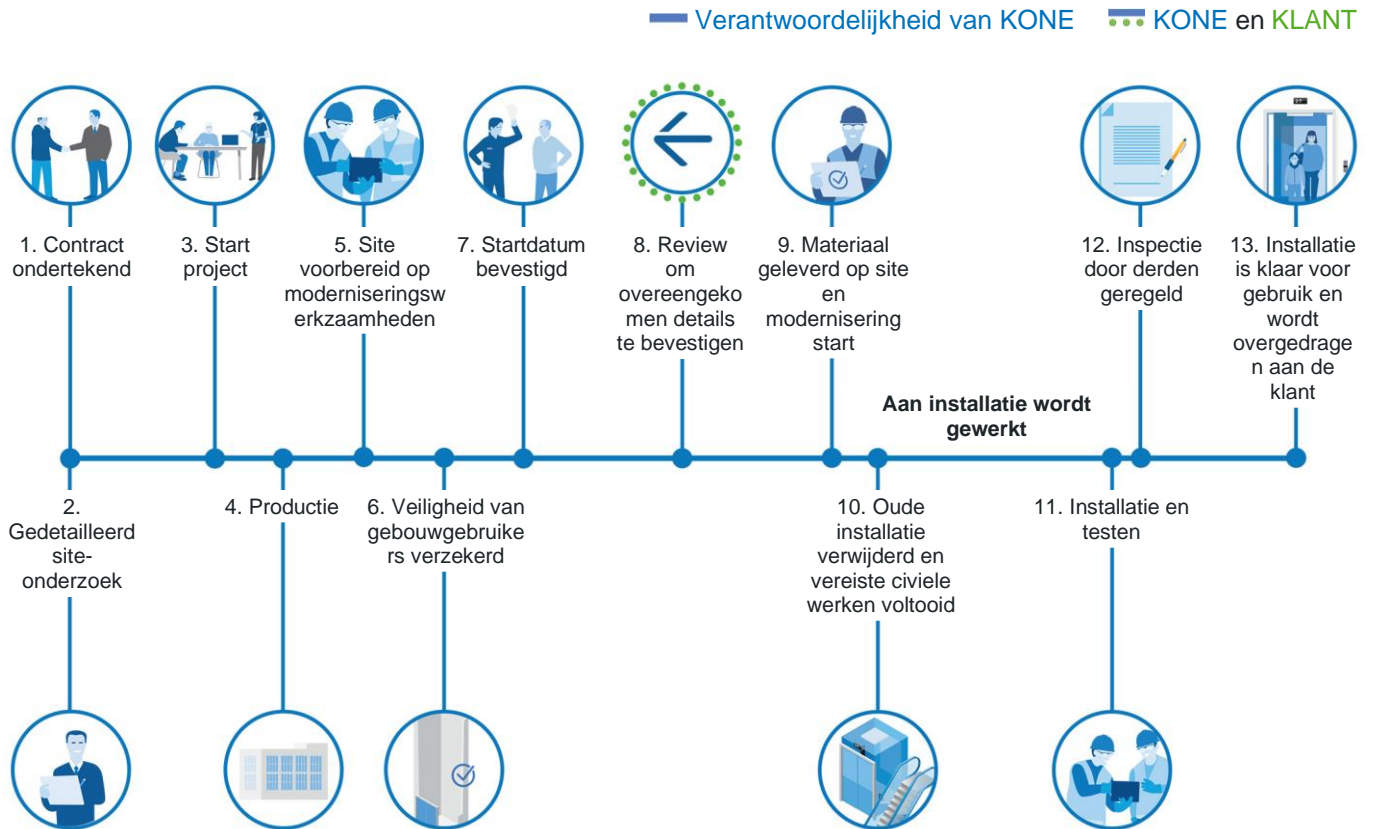 Verantwoordelijkheid van KONE
KONE en KLANT
1. Contract
ondertekend
3. Start
project
5. Site
voorbereid op
moderniseringsw
erkzaamheden
7. Startdatum
bevestigd
8. Review
om
overeengeko
men details
te bevestigen
9. Materiaal
geleverd op site
en
modernisering
start
12. Inspectie
door derden
geregeld
13. Installatie
is klaar voor
gebruik en
wordt
overgedrage
n aan de
klant
Aan installatie wordt
gewerkt
2.
Gedetailleerd
site-
onderzoek
4. Productie
6. Veiligheid van
gebouwgebruike
rs verzekerd
10. Oude
installatie
verwijderd en
vereiste civiele
werken voltooid
11. Installatie en
testen